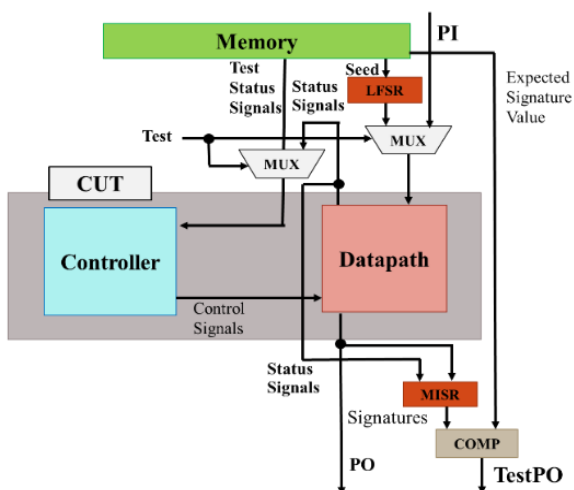 PI
Memory
Test
Status
Signals
Status
Signals
Seed
LFSR
Expected
Signature
Value
Test
MUX
MUX
CUT
Controller
Datapath
Control
Signals
Status
Signals
MISR
Signatures
COMP
PO
TestPO